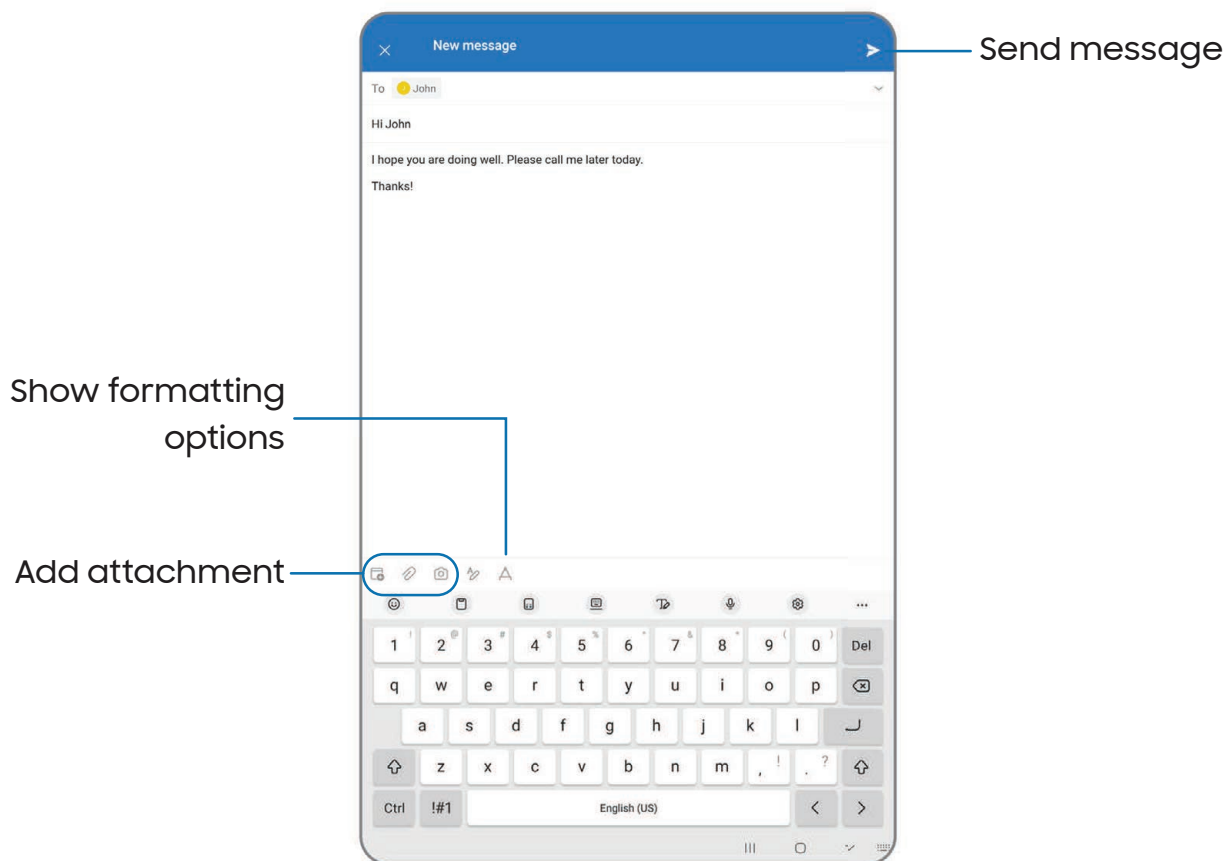 New message
Send message
To John
Hi John
I hope you are doing well. Please call me later today.
Thanks!
Show formatting
options
Add attachment
1 ! 2 @ 3 # 4 $ 5 % 6 ^ 7 & 8 * 9 ( 0 ) Del
q w e r t y u i o p
a s d f g h j k l
z x c v b n m , ! . ?
Ctrl !#1 English (US) < >